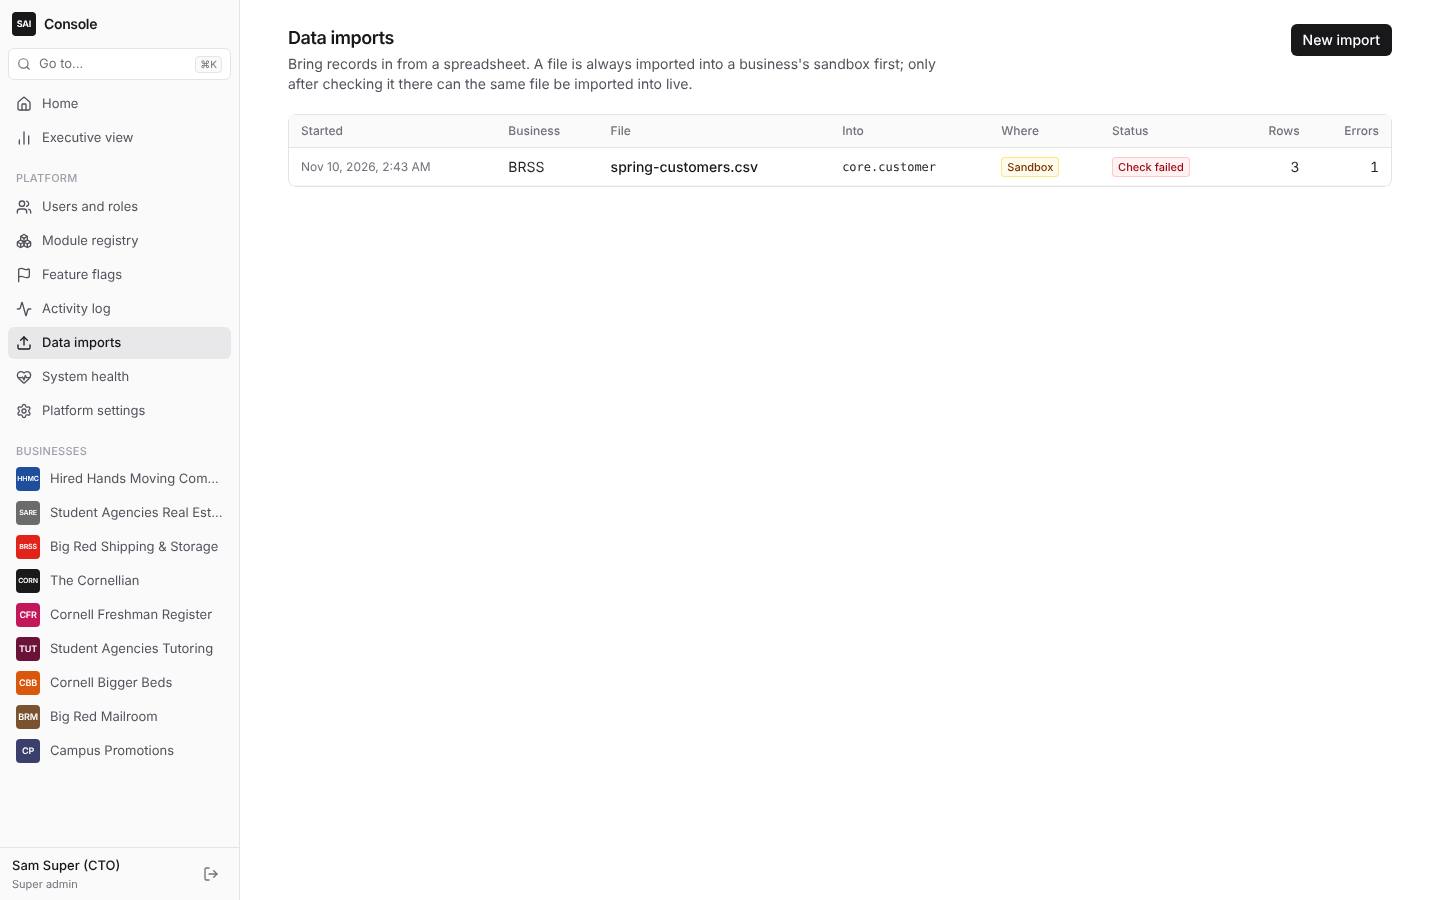 SAI Console
Go to... ⌘K
Home
Executive view
PLATFORM
Users and roles
Module registry
Feature flags
Activity log
Data imports
System health
Platform settings
BUSINESSES
HHMC Hired Hands Moving Com...
SARE Student Agencies Real Est...
BRSS Big Red Shipping & Storage
CORN The Cornellian
CFR Cornell Freshman Register
TUT Student Agencies Tutoring
CBB Cornell Bigger Beds
BRM Big Red Mailroom
CP Campus Promotions
Sam Super (CTO)
Super admin
Data imports
New import
Bring records in from a spreadsheet. A file is always imported into a business's sandbox first; only
after checking it there can the same file be imported into live.
Started Business File Into Where Status Rows Errors
Nov 10, 2026, 2:43 AM BRSS spring-customers.csv core.customer Sandbox Check failed 3 1